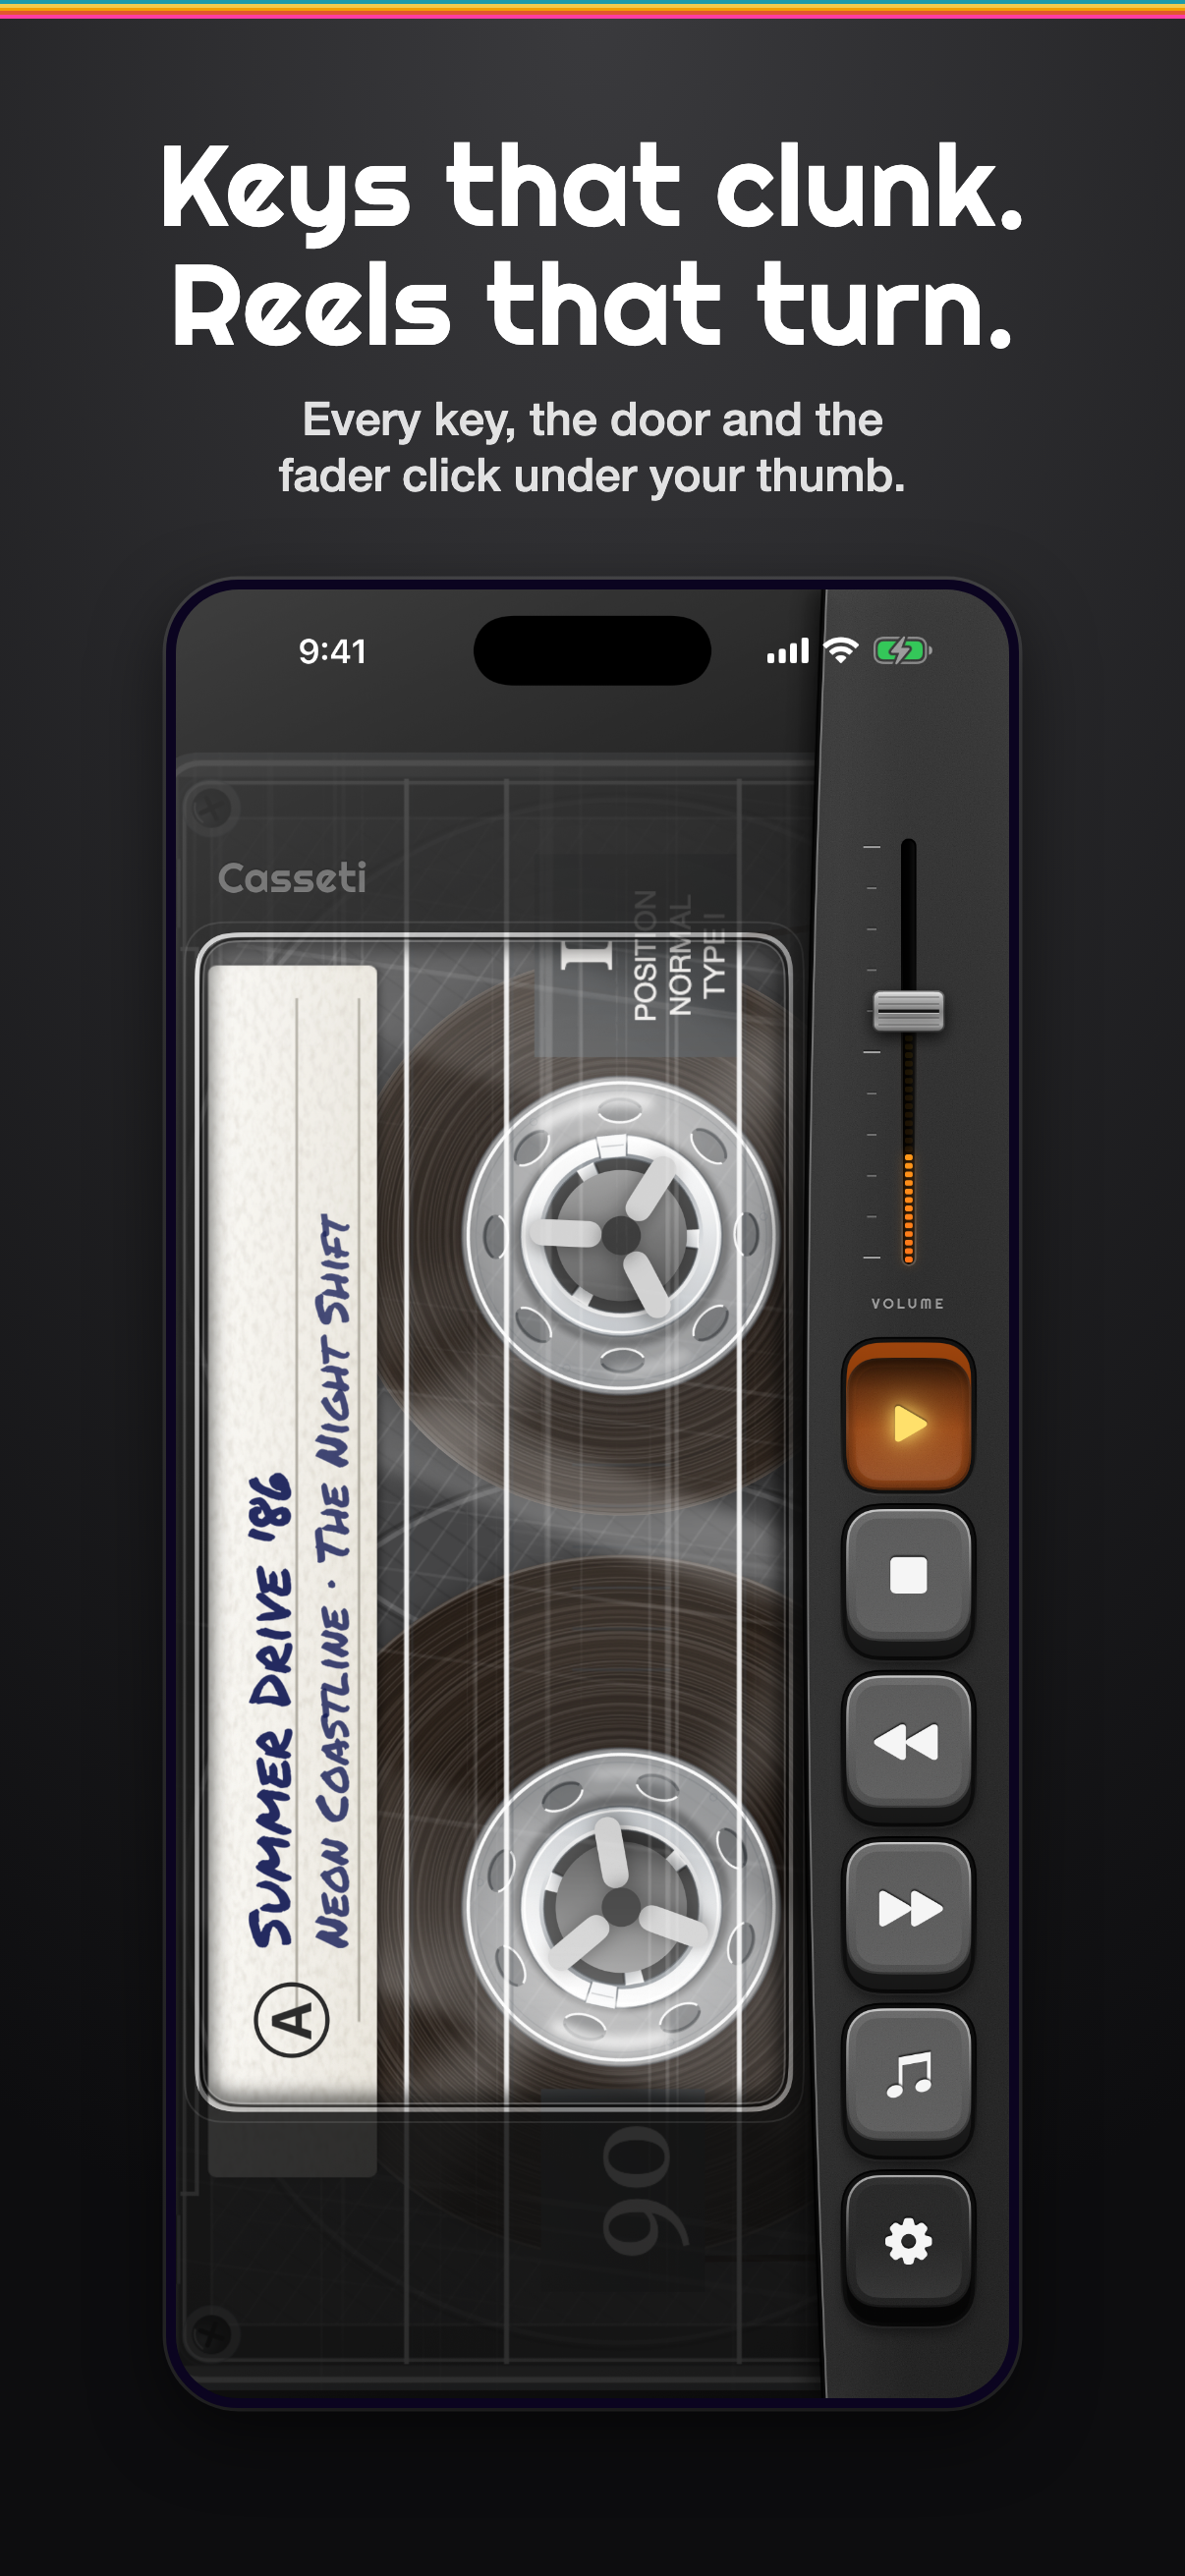 Keys that clunk.
Reels that turn.
Every key, the door and the
fader click under your thumb.
9:41
Casseti
I
POSITION
NORMAL
TYPE I
VOLUME
SUMMER DRIVE '86
NEON COASTLINE · THE NIGHT SHIFT
A
90